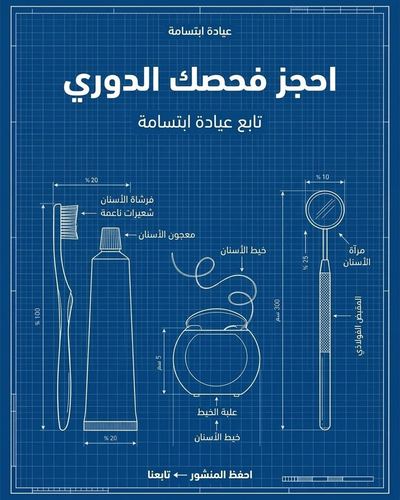 عيادة ابتسامة
احجز فحصك الدوري
تابع عيادة ابتسامة
% 20
فرشاة الأسنان
شعيرات ناعمة
معجون الأسنان
% 100
% 20
خيط الأسنان
5 سم
علبة الخيط
خيط الأسنان
% 10
% 25
مرآة
الأسنان
300 سم
المقبض الفولاذي
احفظ المنشور ← تابعنا